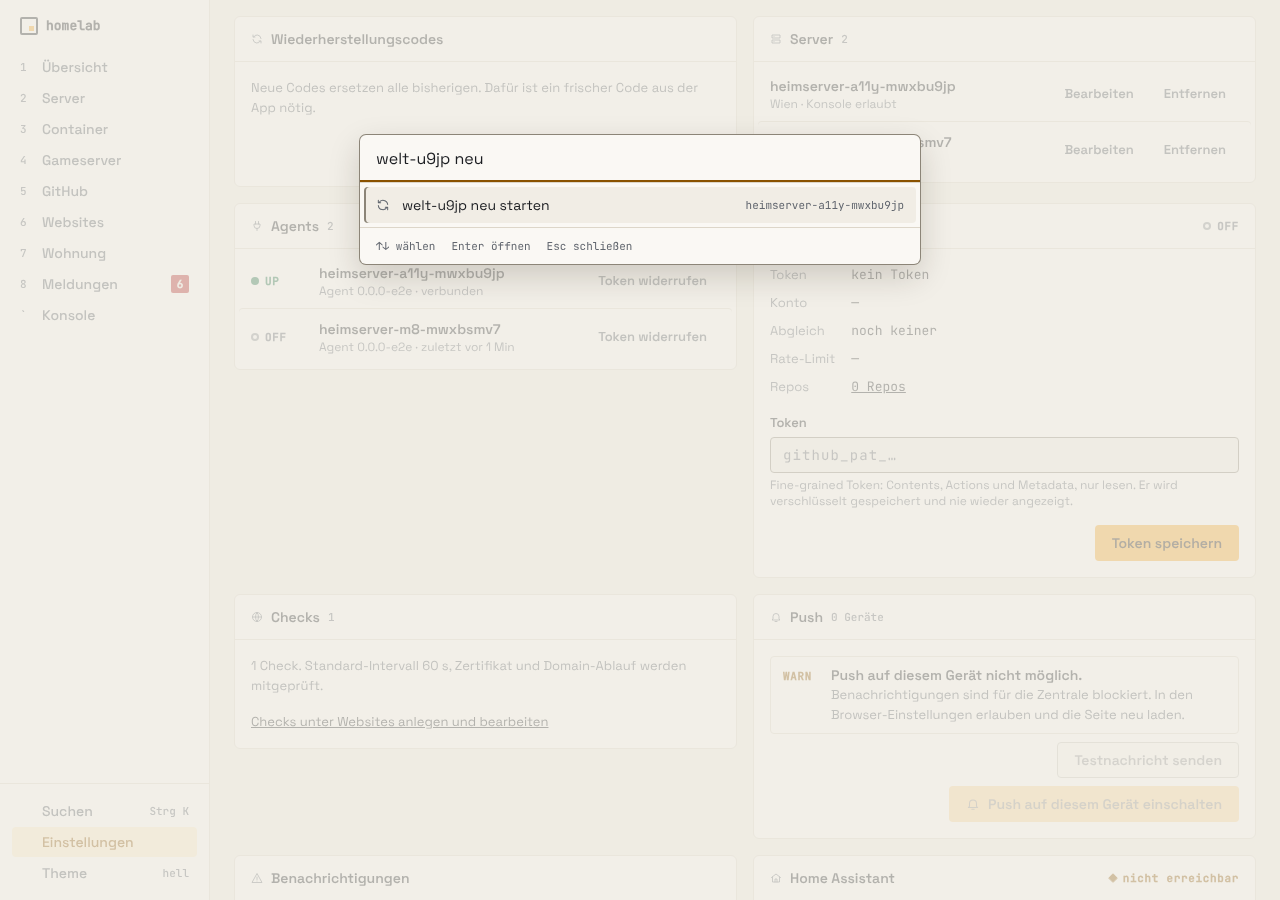 homelab
1 Übersicht
2 Server
3 Container
4 Gameserver
5 GitHub
6 Websites
7 Wohnung
8 Meldungen 6
` Konsole
Suchen Strg K
Einstellungen
Theme hell
Wiederherstellungscodes
Neue Codes ersetzen alle bisherigen. Dafür ist ein frischer Code aus der
App nötig.
Server 2
heimserver-a11y-mwxbu9jp
Wien · Konsole erlaubt
Bearbeiten Entfernen
smv7
Bearbeiten Entfernen
welt-u9jp neu
welt-u9jp neu starten heimserver-a11y-mwxbu9jp
wählen Enter öffnen Esc schließen
Agents 2
UP heimserver-a11y-mwxbu9jp
Agent 0.0.0-e2e · verbunden
Token widerrufen
OFF heimserver-m8-mwxbsmv7
Agent 0.0.0-e2e · zuletzt vor 1 Min
Token widerrufen
OFF
Token kein Token
Konto —
Abgleich noch keiner
Rate-Limit —
Repos 0 Repos
Token
github_pat_…
Fine-grained Token: Contents, Actions und Metadata, nur lesen. Er wird
verschlüsselt gespeichert und nie wieder angezeigt.
Token speichern
Checks 1
1 Check. Standard-Intervall 60 s, Zertifikat und Domain-Ablauf werden
mitgeprüft.
Checks unter Websites anlegen und bearbeiten
Push 0 Geräte
WARN Push auf diesem Gerät nicht möglich.
Benachrichtigungen sind für die Zentrale blockiert. In den
Browser-Einstellungen erlauben und die Seite neu laden.
Testnachricht senden
Push auf diesem Gerät einschalten
Benachrichtigungen
Home Assistant nicht erreichbar